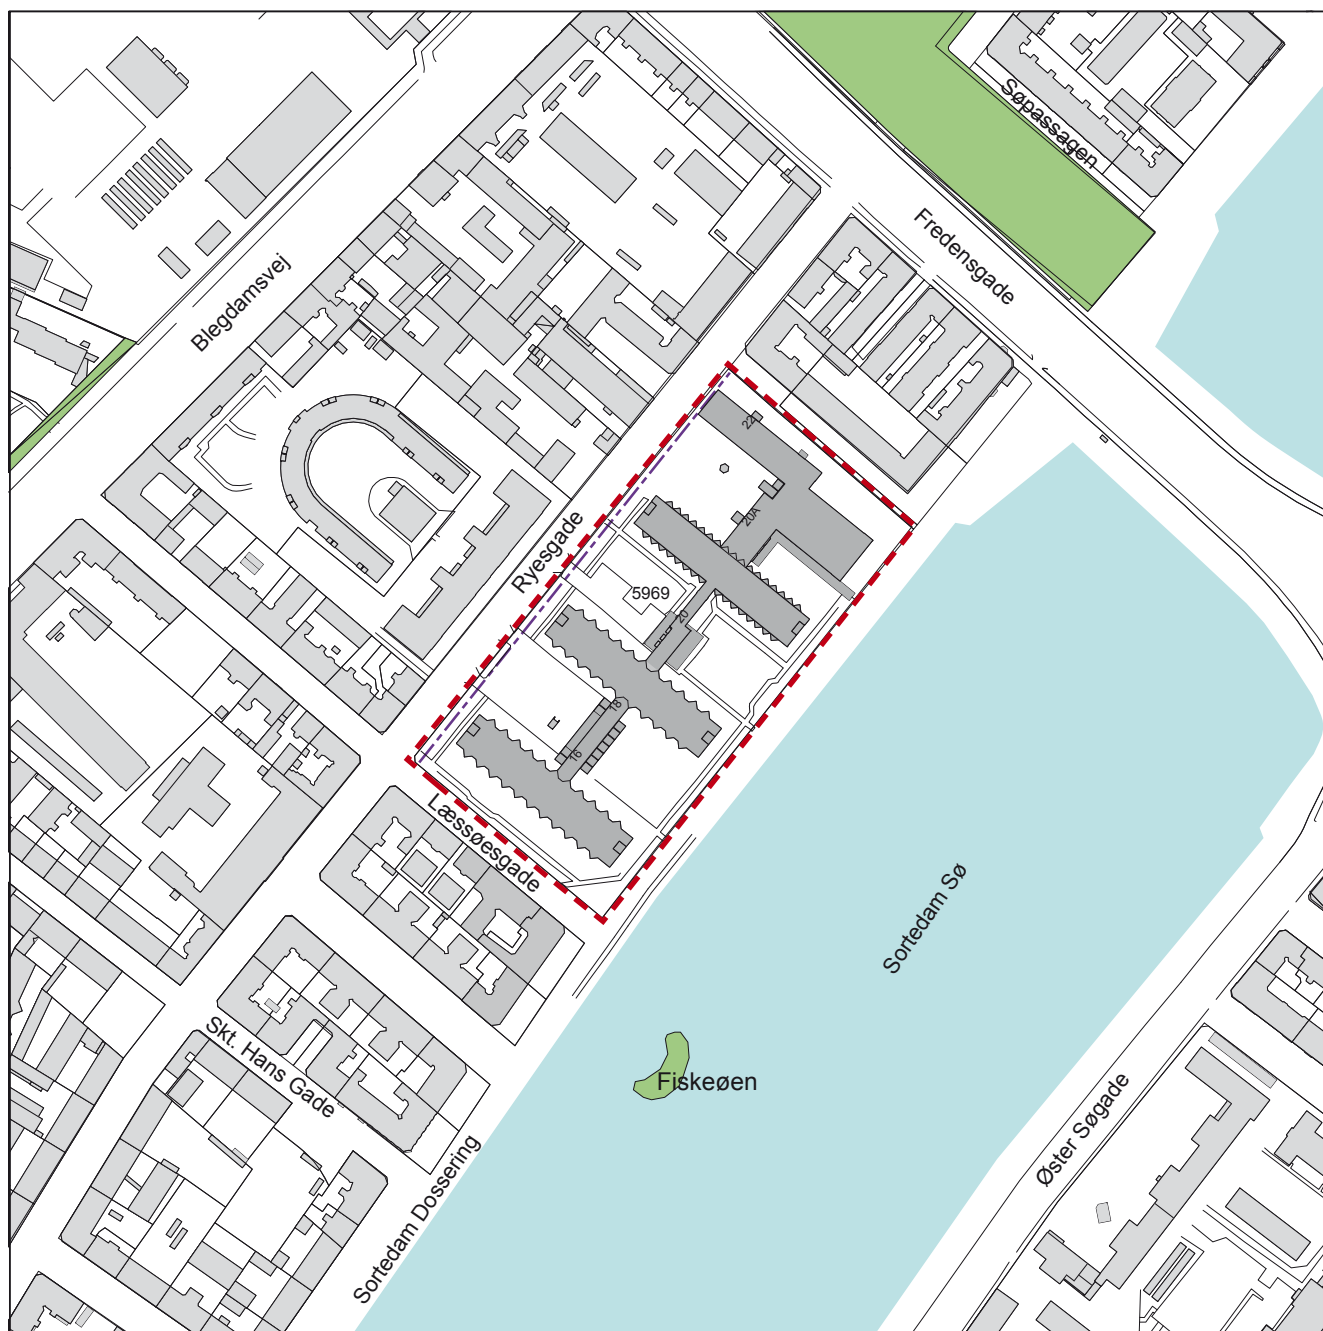 Søpassagen
Fredensgade
Blegdamsvej
22
20A
Ryesgade
5969
20
18
16
Læssøesgade
Sortedam Sø
Skt. Hans Gade
Fiskeøen
Øster Søgade
Sortedam Dossering